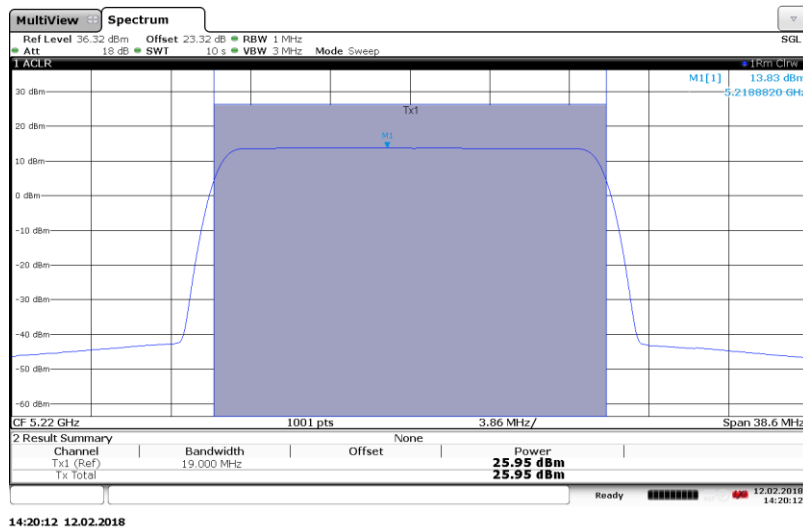 MultiView Spectrum
Ref Level 36.32 dBm Offset 23.32 dB RBW 1 MHz SGL
Att 18 dB SWT 10 s VBW 3 MHz Mode Sweep
1 ACLR 1Rm Clrw
M1[1] 13.83 dBm
5.2188820 GHz
30 dBm
Tx1
20 dBm
M1
10 dBm
0 dBm
-10 dBm
-20 dBm
-30 dBm
-40 dBm
-50 dBm
-60 dBm
CF 5.22 GHz 1001 pts 3.86 MHz/ Span 38.6 MHz
2 Result Summary None
Channel Bandwidth Offset Power
Tx1 (Ref) 19.000 MHz 25.95 dBm
Tx Total 25.95 dBm
Ready 12.02.2018
14:20:12
14:20:12 12.02.2018